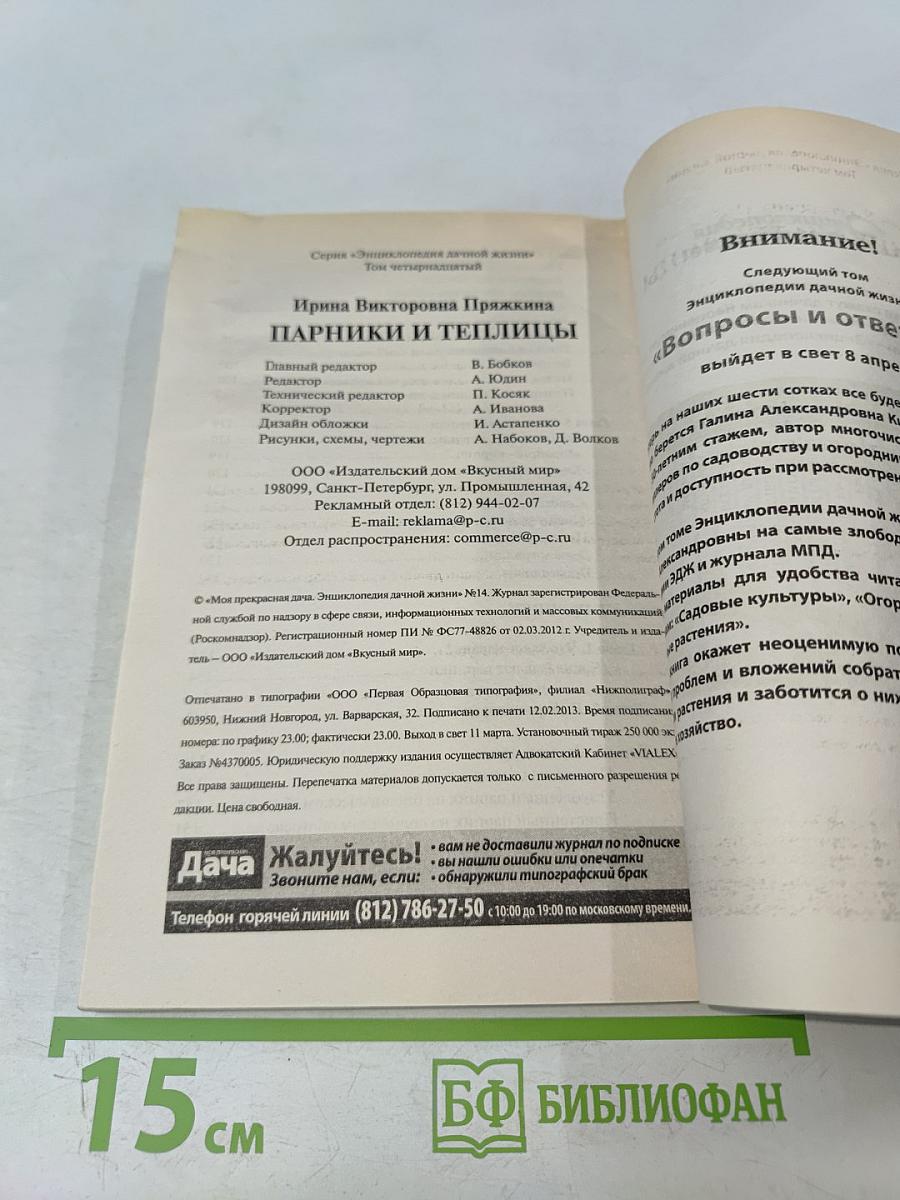 Серия «Энциклопедия дачной жизни»
Том четырнадцатый
Ирина Викторовна Пряжкина
ПАРНИКИ И ТЕПЛИЦЫ
Главный редактор В. Бобков
Редактор А. Юдин
Технический редактор П. Косяк
Корректор А. Иванова
Дизайн обложки И. Астапенко
Рисунки, схемы, чертежи А. Набоков, Д. Волков
ООО «Издательский дом «Вкусный мир»
198099, Санкт-Петербург, ул. Промышленная, 42
Рекламный отдел: (812) 944-02-07
E-mail: reklama@p-c.ru
Отдел распространения: commerce@p-c.ru
© «Моя прекрасная дача. Энциклопедия дачной жизни» №14. Журнал зарегистрирован Федераль-
ной службой по надзору в сфере связи, информационных технологий и массовых коммуникаций
(Роскомнадзор). Регистрационный номер ПИ № ФС77-48826 от 02.03.2012 г. Учредитель и изда-
тель – ООО «Издательский дом «Вкусный мир».
Отпечатано в типографии «ООО «Первая Образцовая типография», филиал «Нижполиграф»
603950, Нижний Новгород, ул. Варварская, 32. Подписано к печати 12.02.2013. Время подписания
номера: по графику 23.00; фактически 23.00. Выход в свет 11 марта. Установочный тираж 250 000 экз
Заказ №4370005. Юридическую поддержку издания осуществляет Адвокатский Кабинет «VIALEX
Все права защищены. Перепечатка материалов допускается только с письменного разрешения ре
дакции. Цена свободная.
Дача
Жалуйтесь!
Звоните нам, если:
• вам не доставили журнал по подписке
• вы нашли ошибки или опечатки
• обнаружили типографский брак
Телефон горячей линии (812) 786-27-50 с 10:00 до 19:00 по московскому времени.
Внимание!
Следующий том
Энциклопедии дачной жизн
«Вопросы и отве
выйдет в свет 8 апре
на наших шести сотках все буде
берется Галина Александровна Ки
летним стажем, автор многочис
по садоводству и огородни
и доступность при рассмотрен
томе Энциклопедии дачной ж
на самые злобод
ЭДЖ и журнала МПД.
материалы для удобства чита
«Садовые культуры», «Огор
растения».
книга окажет неоценимую по
проблем и вложений собрат
растения и заботится о них
хозяйство.
15 см
БФ БИБЛИОФАН